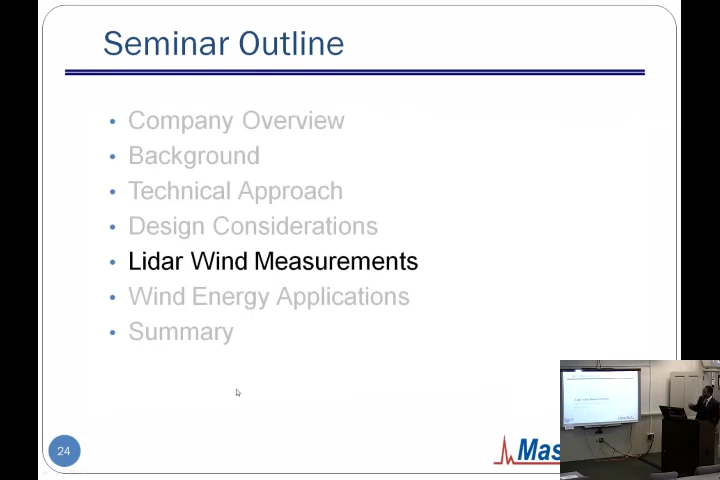 Seminar Outline
Company Overview
Background
Technical Approach
Design Considerations
Lidar Wind Measurements
Wind Energy Applications
Summary
24